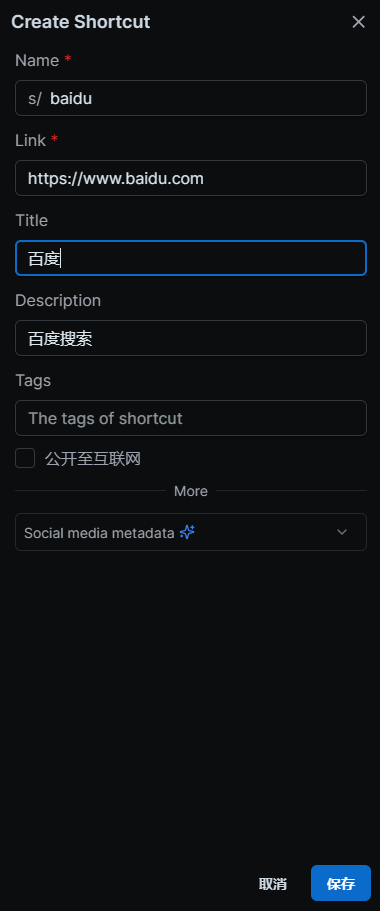 Create Shortcut
Name *
s/ baidu
Link *
https://www.baidu.com
Title
百度
Description
百度搜索
Tags
The tags of shortcut
公开至互联网
More
Social media metadata
取消 保存